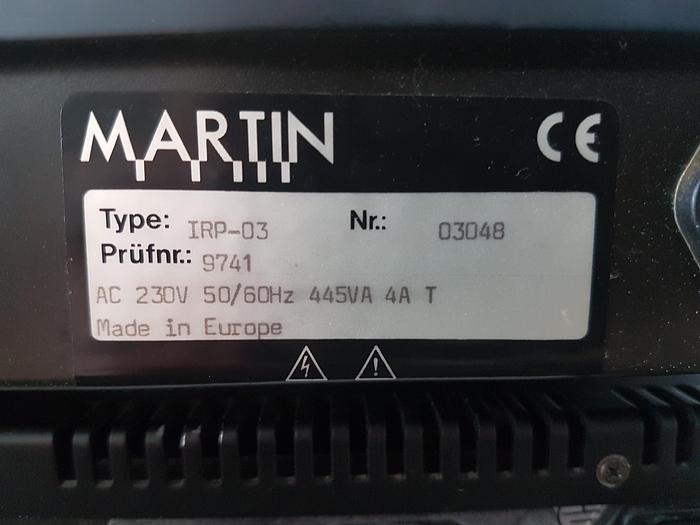 MARTIN CE
Type: IRP-03 Nr.: 03048
Prüfnr.: 9741
AC 230V 50/60Hz 445VA 4A T
Made in Europe